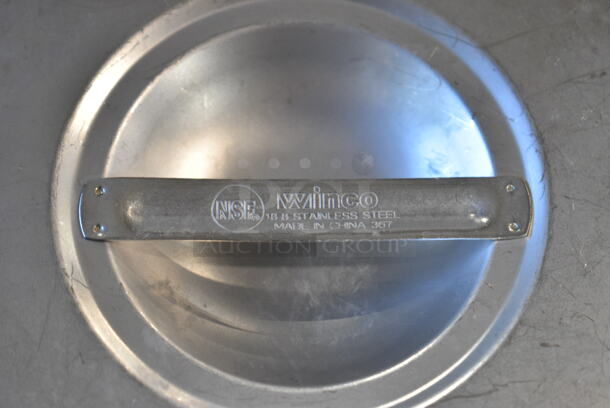 Winco
NSF®
18-8 STAINLESS STEEL
MADE IN CHINA 367
AUCTION GROUP